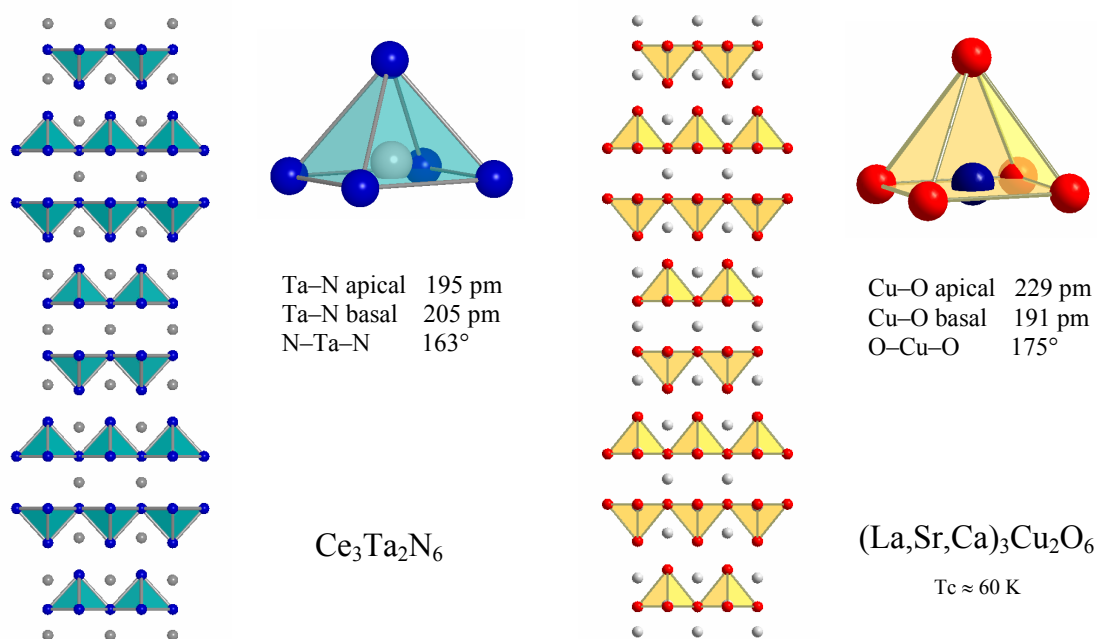 Ta–N apical 195 pm
Ta–N basal 205 pm
N–Ta–N 163°
Ce₃Ta₂N₆
Cu–O apical 229 pm
Cu–O basal 191 pm
O–Cu–O 175°
(La,Sr,Ca)₃Cu₂O₆
Tc ≈ 60 K